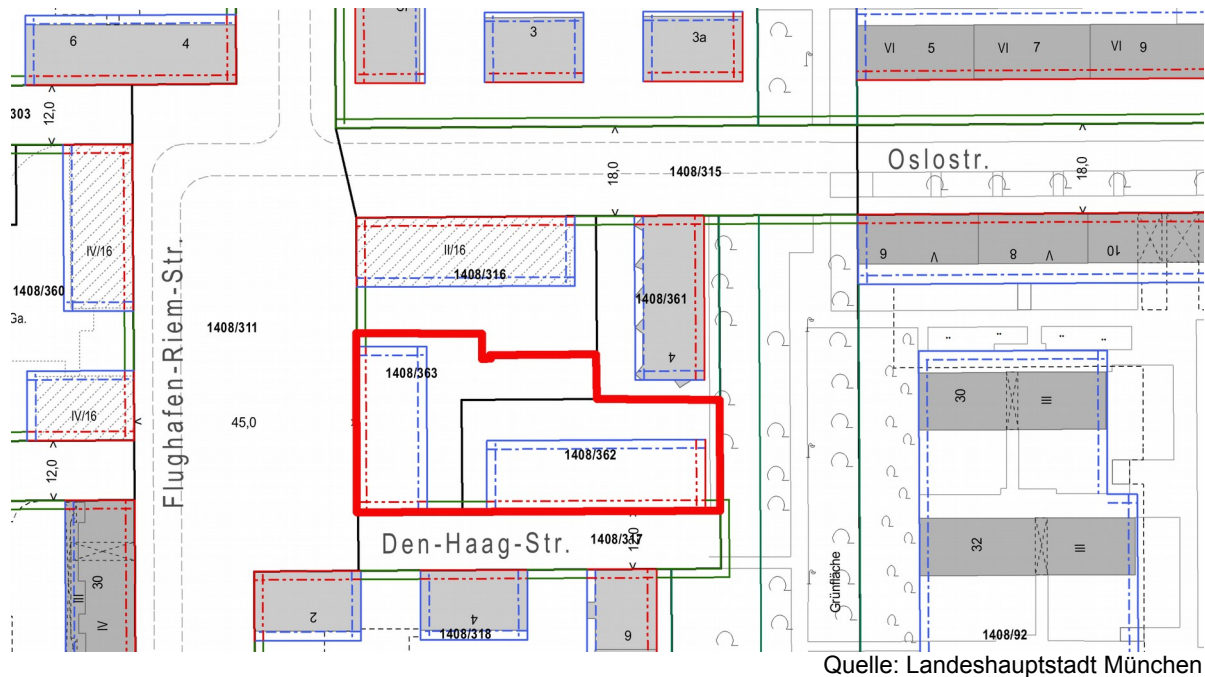 3
3a
6
4
VI 5
VI 7
VI 9
303
12,0
Oslostr.
18,0
1408/315
18,0
IV/16
II/16
1408/316
6
V
8
V
10
1408/360
Ga.
1408/361
4
1408/311
Flughafen-Riem-Str.
1408/363
30
III
IV/16
45,0
1408/362
12,0
Den-Haag-Str.
1408/317
32
III
III
30
IV
2
4
6
1408/318
Grünfläche
1408/92
Quelle: Landeshauptstadt München